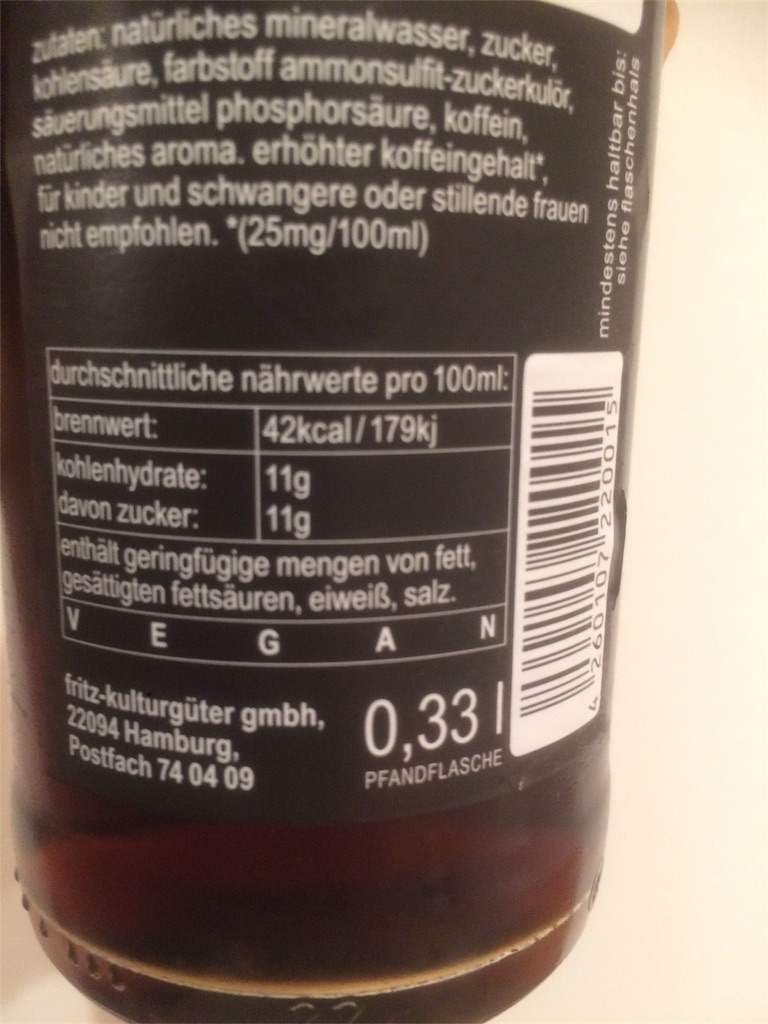 zutaten: natürliches mineralwasser, zucker,
kohlensäure, farbstoff ammonsulfit-zuckerkulör,
säuerungsmittel phosphorsäure, koffein,
natürliches aroma. erhöhter koffeingehalt*,
für kinder und schwangere oder stillende frauen
nicht empfohlen. *(25mg/100ml)
mindestens haltbar bis:
siehe flaschenhals
durchschnittliche nährwerte pro 100ml:
brennwert: 42kcal/179kj
kohlenhydrate: 11g
davon zucker: 11g
enthält geringfügige mengen von fett,
gesättigten fettsäuren, eiweiß, salz.
V E G A N
fritz-kulturgüter gmbh,
22094 Hamburg,
Postfach 74 04 09
0,33 l
PFANDFLASCHE
4 260107 220015